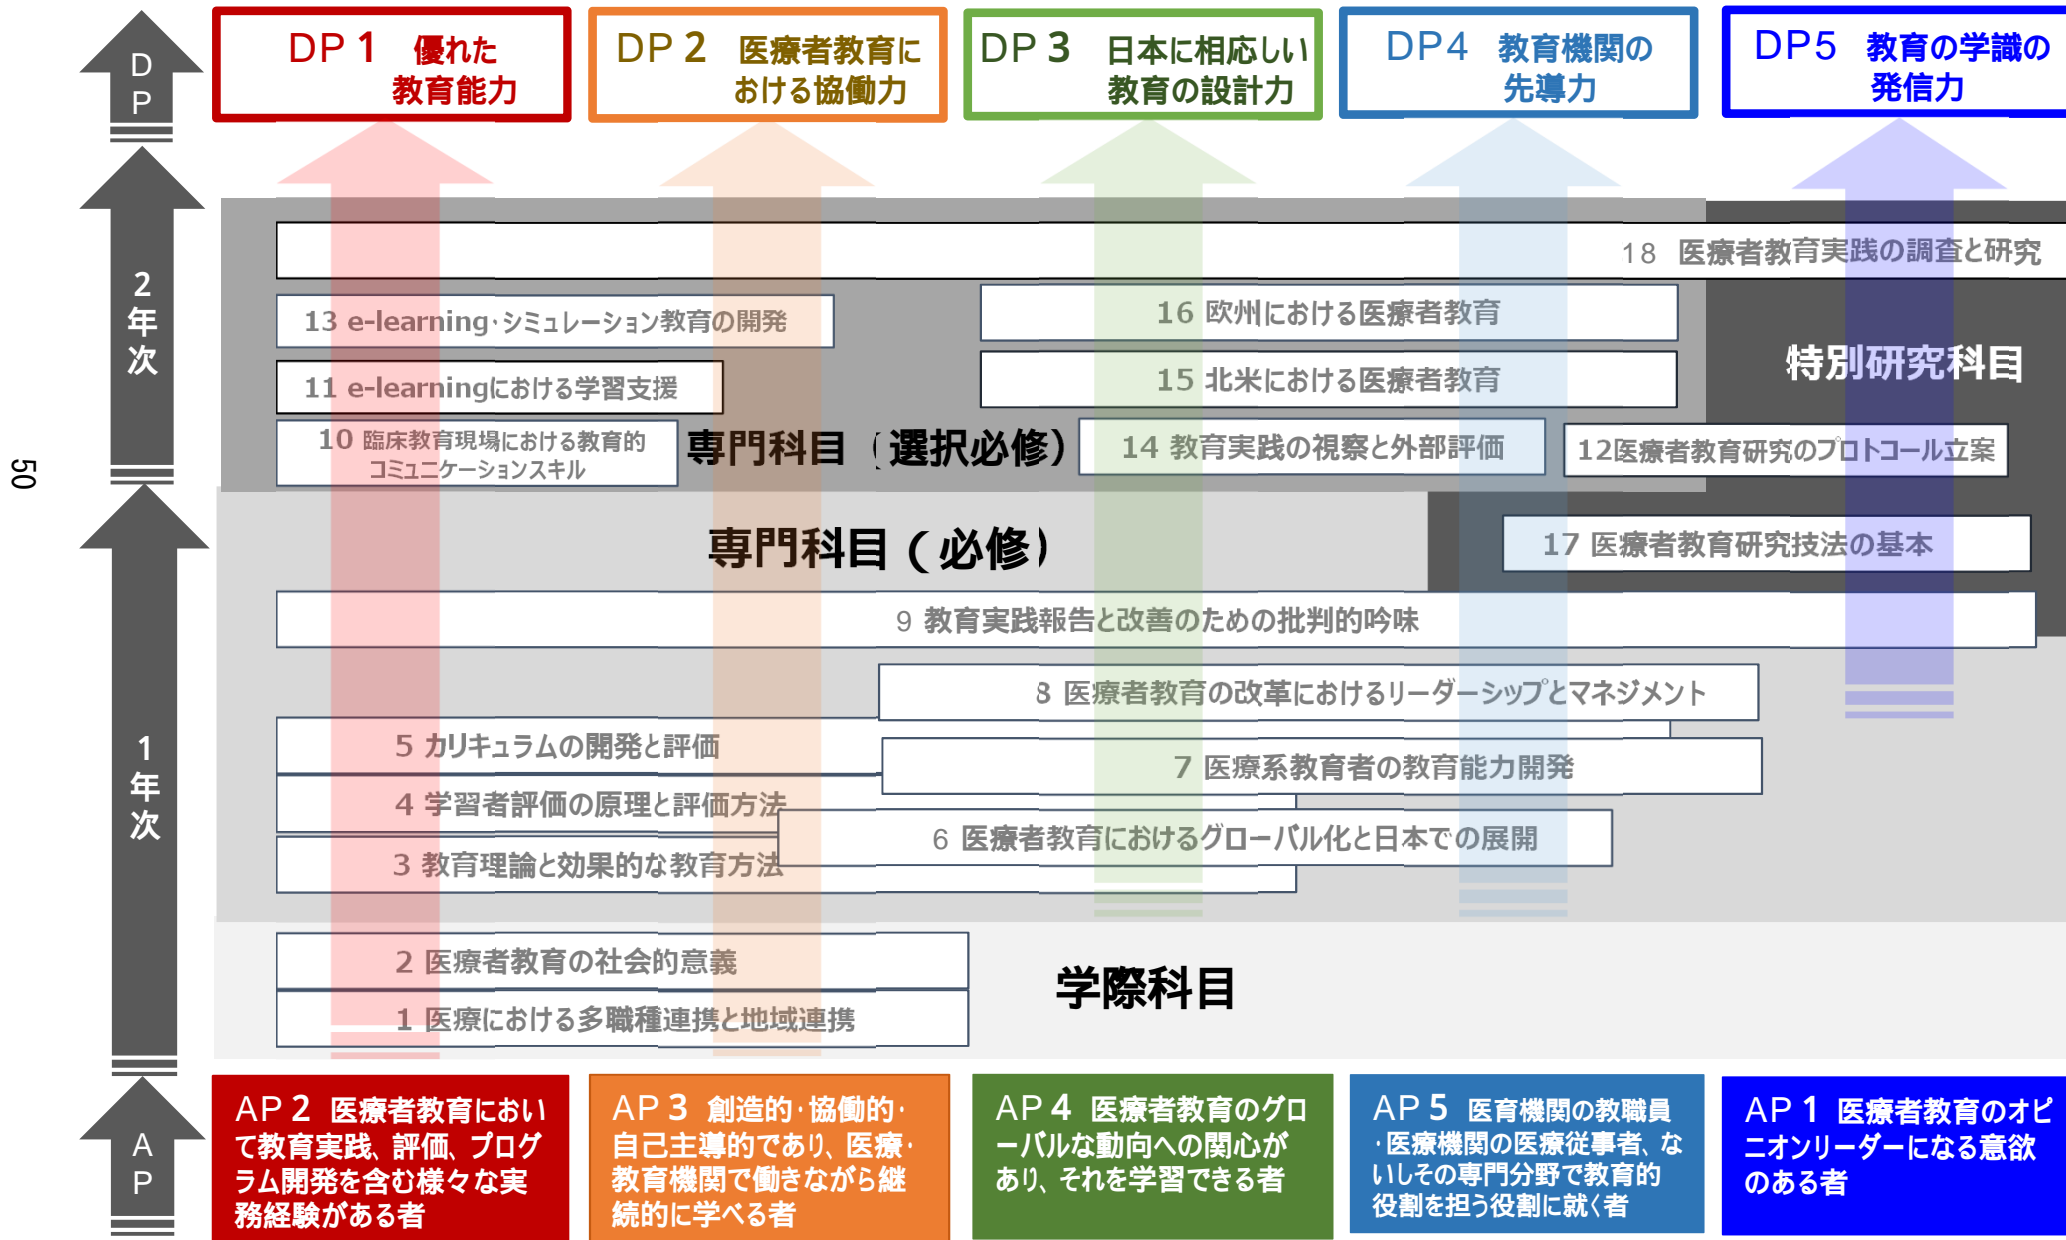 D
P
DP 1 優れた
教育能力
DP 2 医療者教育に
おける協働力
DP 3 日本に相応しい
教育の設計力
DP4 教育機関の
先導力
DP5 教育の学識の
発信力
2
年
次
18 医療者教育実践の調査と研究
13 e-learning・シミュレーション教育の開発
16 欧州における医療者教育
11 e-learningにおける学習支援
15 北米における医療者教育
特別研究科目
10 臨床教育現場における教育的
コミュニケーションスキル
専門科目（選択必修）
14 教育実践の視察と外部評価
12医療者教育研究のプロトコール立案
50
1
年
次
専門科目（必修）
17 医療者教育研究技法の基本
9 教育実践報告と改善のための批判的吟味
8 医療者教育の改革におけるリーダーシップとマネジメント
5 カリキュラムの開発と評価
7 医療系教育者の教育能力開発
4 学習者評価の原理と評価方法
6 医療者教育におけるグローバル化と日本での展開
3 教育理論と効果的な教育方法
2 医療者教育の社会的意義
学際科目
1 医療における多職種連携と地域連携
A
P
AP 2 医療者教育におい
て教育実践、評価、プログ
ラム開発を含む様々な実
務経験がある者
AP 3 創造的・協働的・
自己主導的であり、医療・
教育機関で働きながら継
続的に学べる者
AP 4 医療者教育のグロ
ーバルな動向への関心が
あり、それを学習できる者
AP 5 医育機関の教職員
・医療機関の医療従事者、な
いしその専門分野で教育的
役割を担う役割に就く者
AP 1 医療者教育のオピ
ニオンリーダーになる意欲
のある者